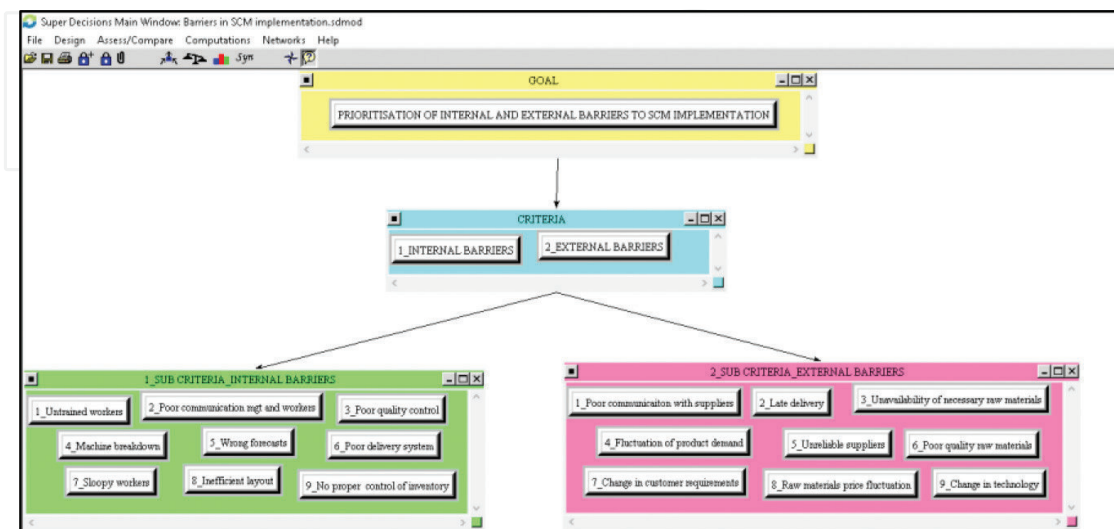 Super Decisions Main Window: Barriers in SCM implementation.sdmod
File Design Assess/Compare Computations Networks Help
Syn
GOAL
PRIORITISATION OF INTERNAL AND EXTERNAL BARRIERS TO SCM IMPLEMENTATION
CRITERIA
1_INTERNAL BARRIERS
2_EXTERNAL BARRIERS
1_SUB CRITERIA_INTERNAL BARRIERS
1_Untrained workers
2_Poor communication mgt and workers
3_Poor quality control
4_Machine breakdown
5_Wrong forecasts
6_Poor delivery system
7_Sloopy workers
8_Inefficient layout
9_No proper control of inventory
2_SUB CRITERIA_EXTERNAL BARRIERS
1_Poor communicaiton with suppliers
2_Late delivery
3_Unavailability of necessary raw materials
4_Fluctuation of product demand
5_Unreliable suppliers
6_Poor quality raw materials
7_Change in customer requirements
8_Raw materials price fluctuation
9_Change in technology